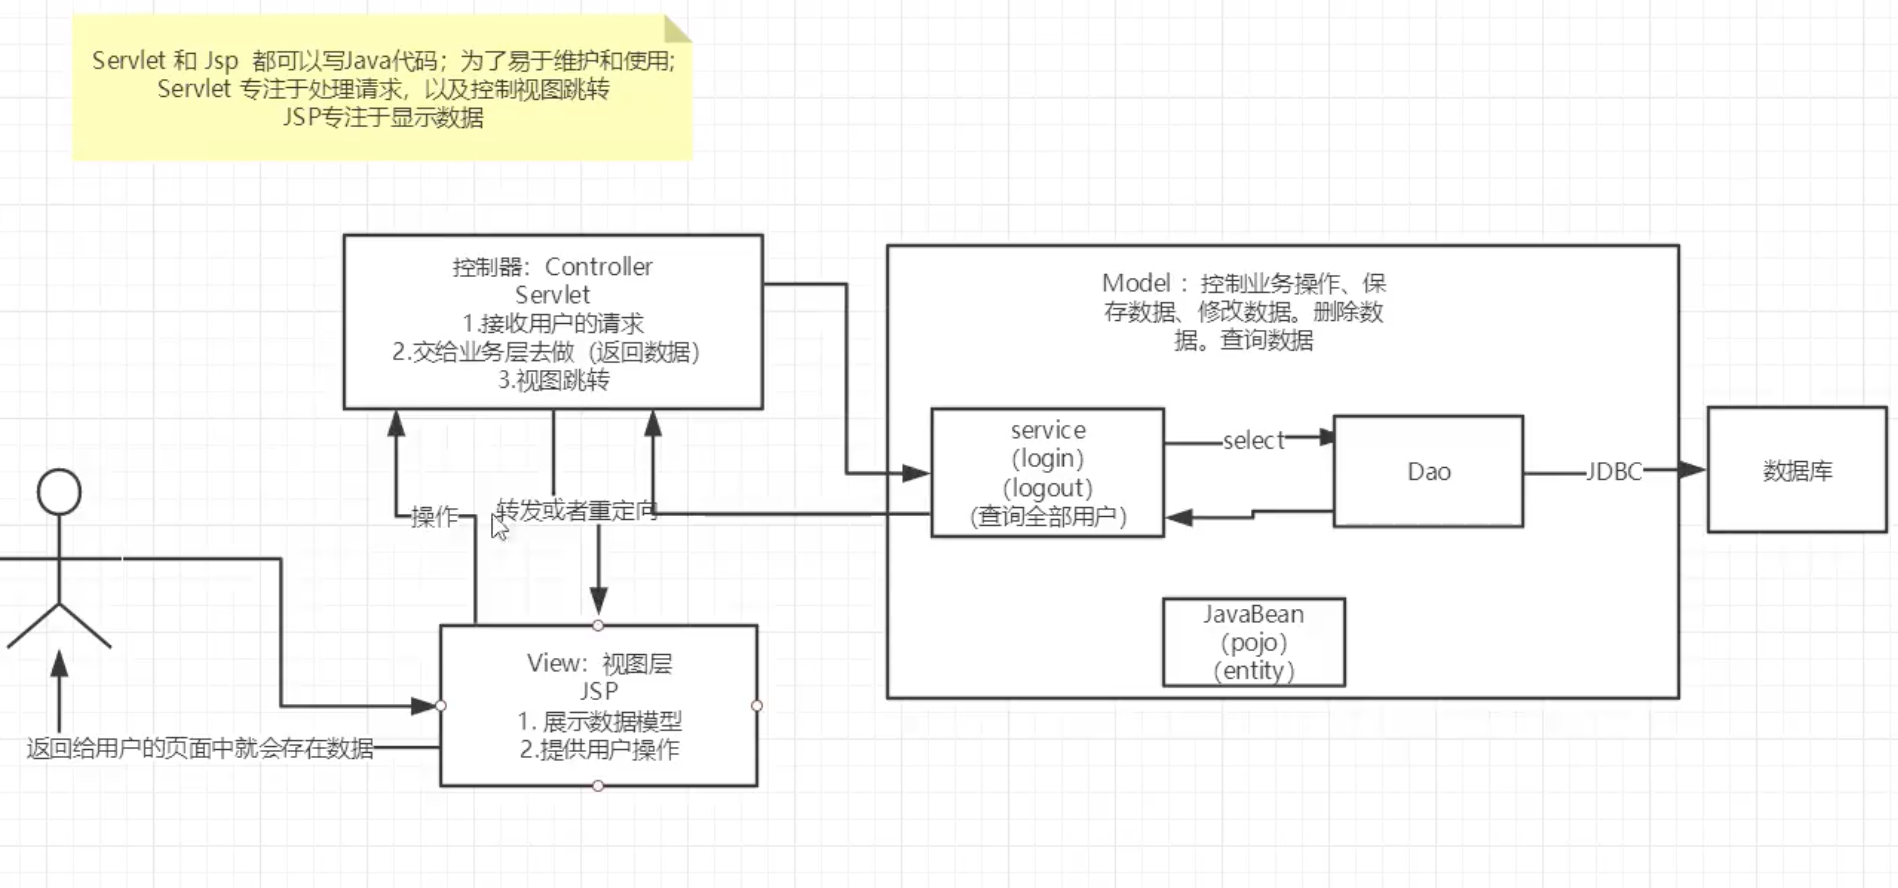 Servlet 和 Jsp 都可以写Java代码；为了易于维护和使用;
Servlet 专注于处理请求，以及控制视图跳转
JSP专注于显示数据
控制器：Controller
Servlet
1.接收用户的请求
2.交给业务层去做（返回数据）
3.视图跳转
Model ：控制业务操作、保
存数据、修改数据。删除数
据。查询数据
service
（login）
（logout）
（查询全部用户）
select
Dao
JDBC
数据库
操作
转发或者重定向
JavaBean
（pojo）
（entity）
View：视图层
JSP
1. 展示数据模型
2.提供用户操作
返回给用户的页面中就会存在数据